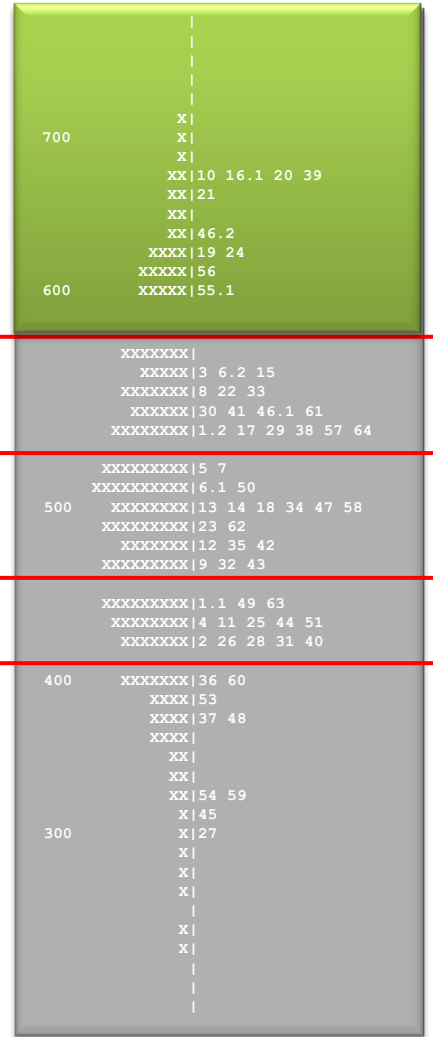 |
|
|
|
|
X|
700 X|
X|
XX|10 16.1 20 39
XX|21
XX|
XX|46.2
XXXX|19 24
XXXXX|56
600 XXXXX|55.1
XXXXXXX|
XXXXX|3 6.2 15
XXXXXXX|8 22 33
XXXXXX|30 41 46.1 61
XXXXXXXX|1.2 17 29 38 57 64
XXXXXXXXX|5 7
XXXXXXXXXX|6.1 50
500 XXXXXXXX|13 14 18 34 47 58
XXXXXXXXX|23 62
XXXXXXX|12 35 42
XXXXXXXXX|9 32 43
XXXXXXXXX|1.1 49 63
XXXXXXXX|4 11 25 44 51
XXXXXXX|2 26 28 31 40
400 XXXXXXX|36 60
XXXX|53
XXXX|37 48
XXXX|
XX|
XX|
XX|54 59
X|45
300 X|27
X|
X|
X|
|
X|
X|
|
|
|